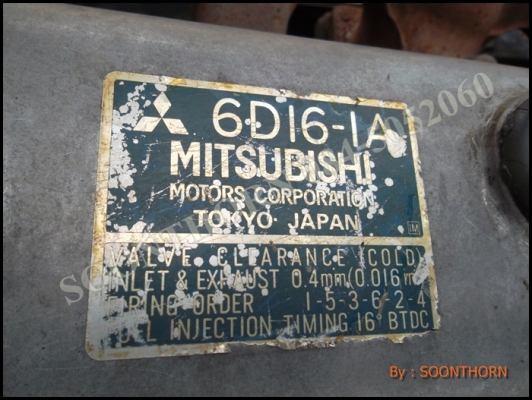 6D16-1A
MITSUBISHI
MOTORS CORPORATION
TOKYO JAPAN
VALVE CLEARANCE (COLD)
INLET & EXHAUST 0.4mm(0.016in
FIRING ORDER 1-5-3-6-2-4
FUEL INJECTION TIMING 16° BTDC
By : SOONTHORN